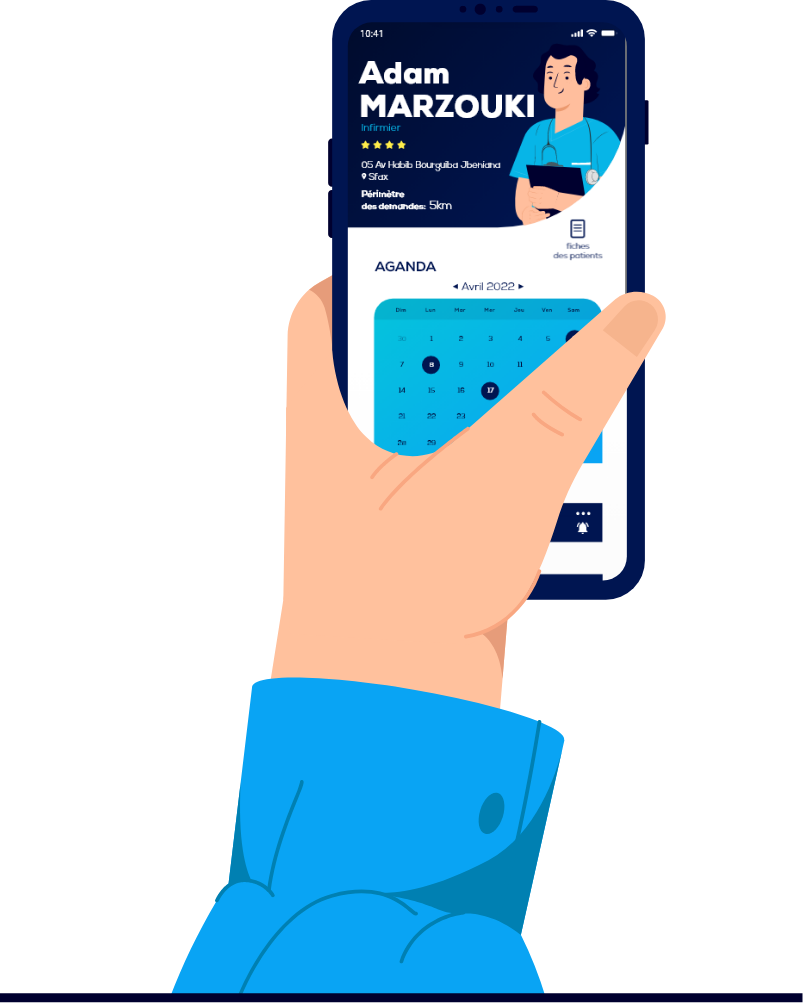 10:41
Adam
MARZOUKI
Infirmier
05 Av Habib Bourguiba Jbeniana
Sfax
Périmètre
des demandes: 5km
fiches
des patients
AGANDA
Avril 2022
Dim Lun Mar Mer Jeu Ven Sam
30 1 2 3 4 5
7 8 9 10 11
14 15 16 17
21 22 23
28 29